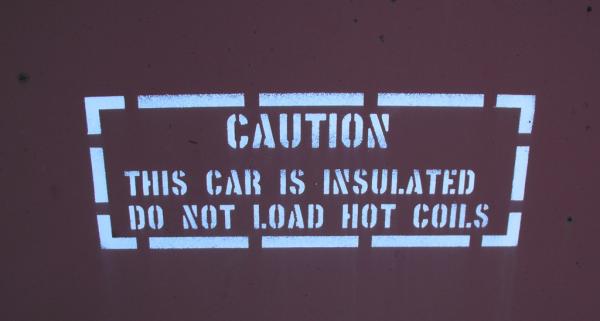 CAUTION
THIS CAR IS INSULATED
DO NOT LOAD HOT COILS